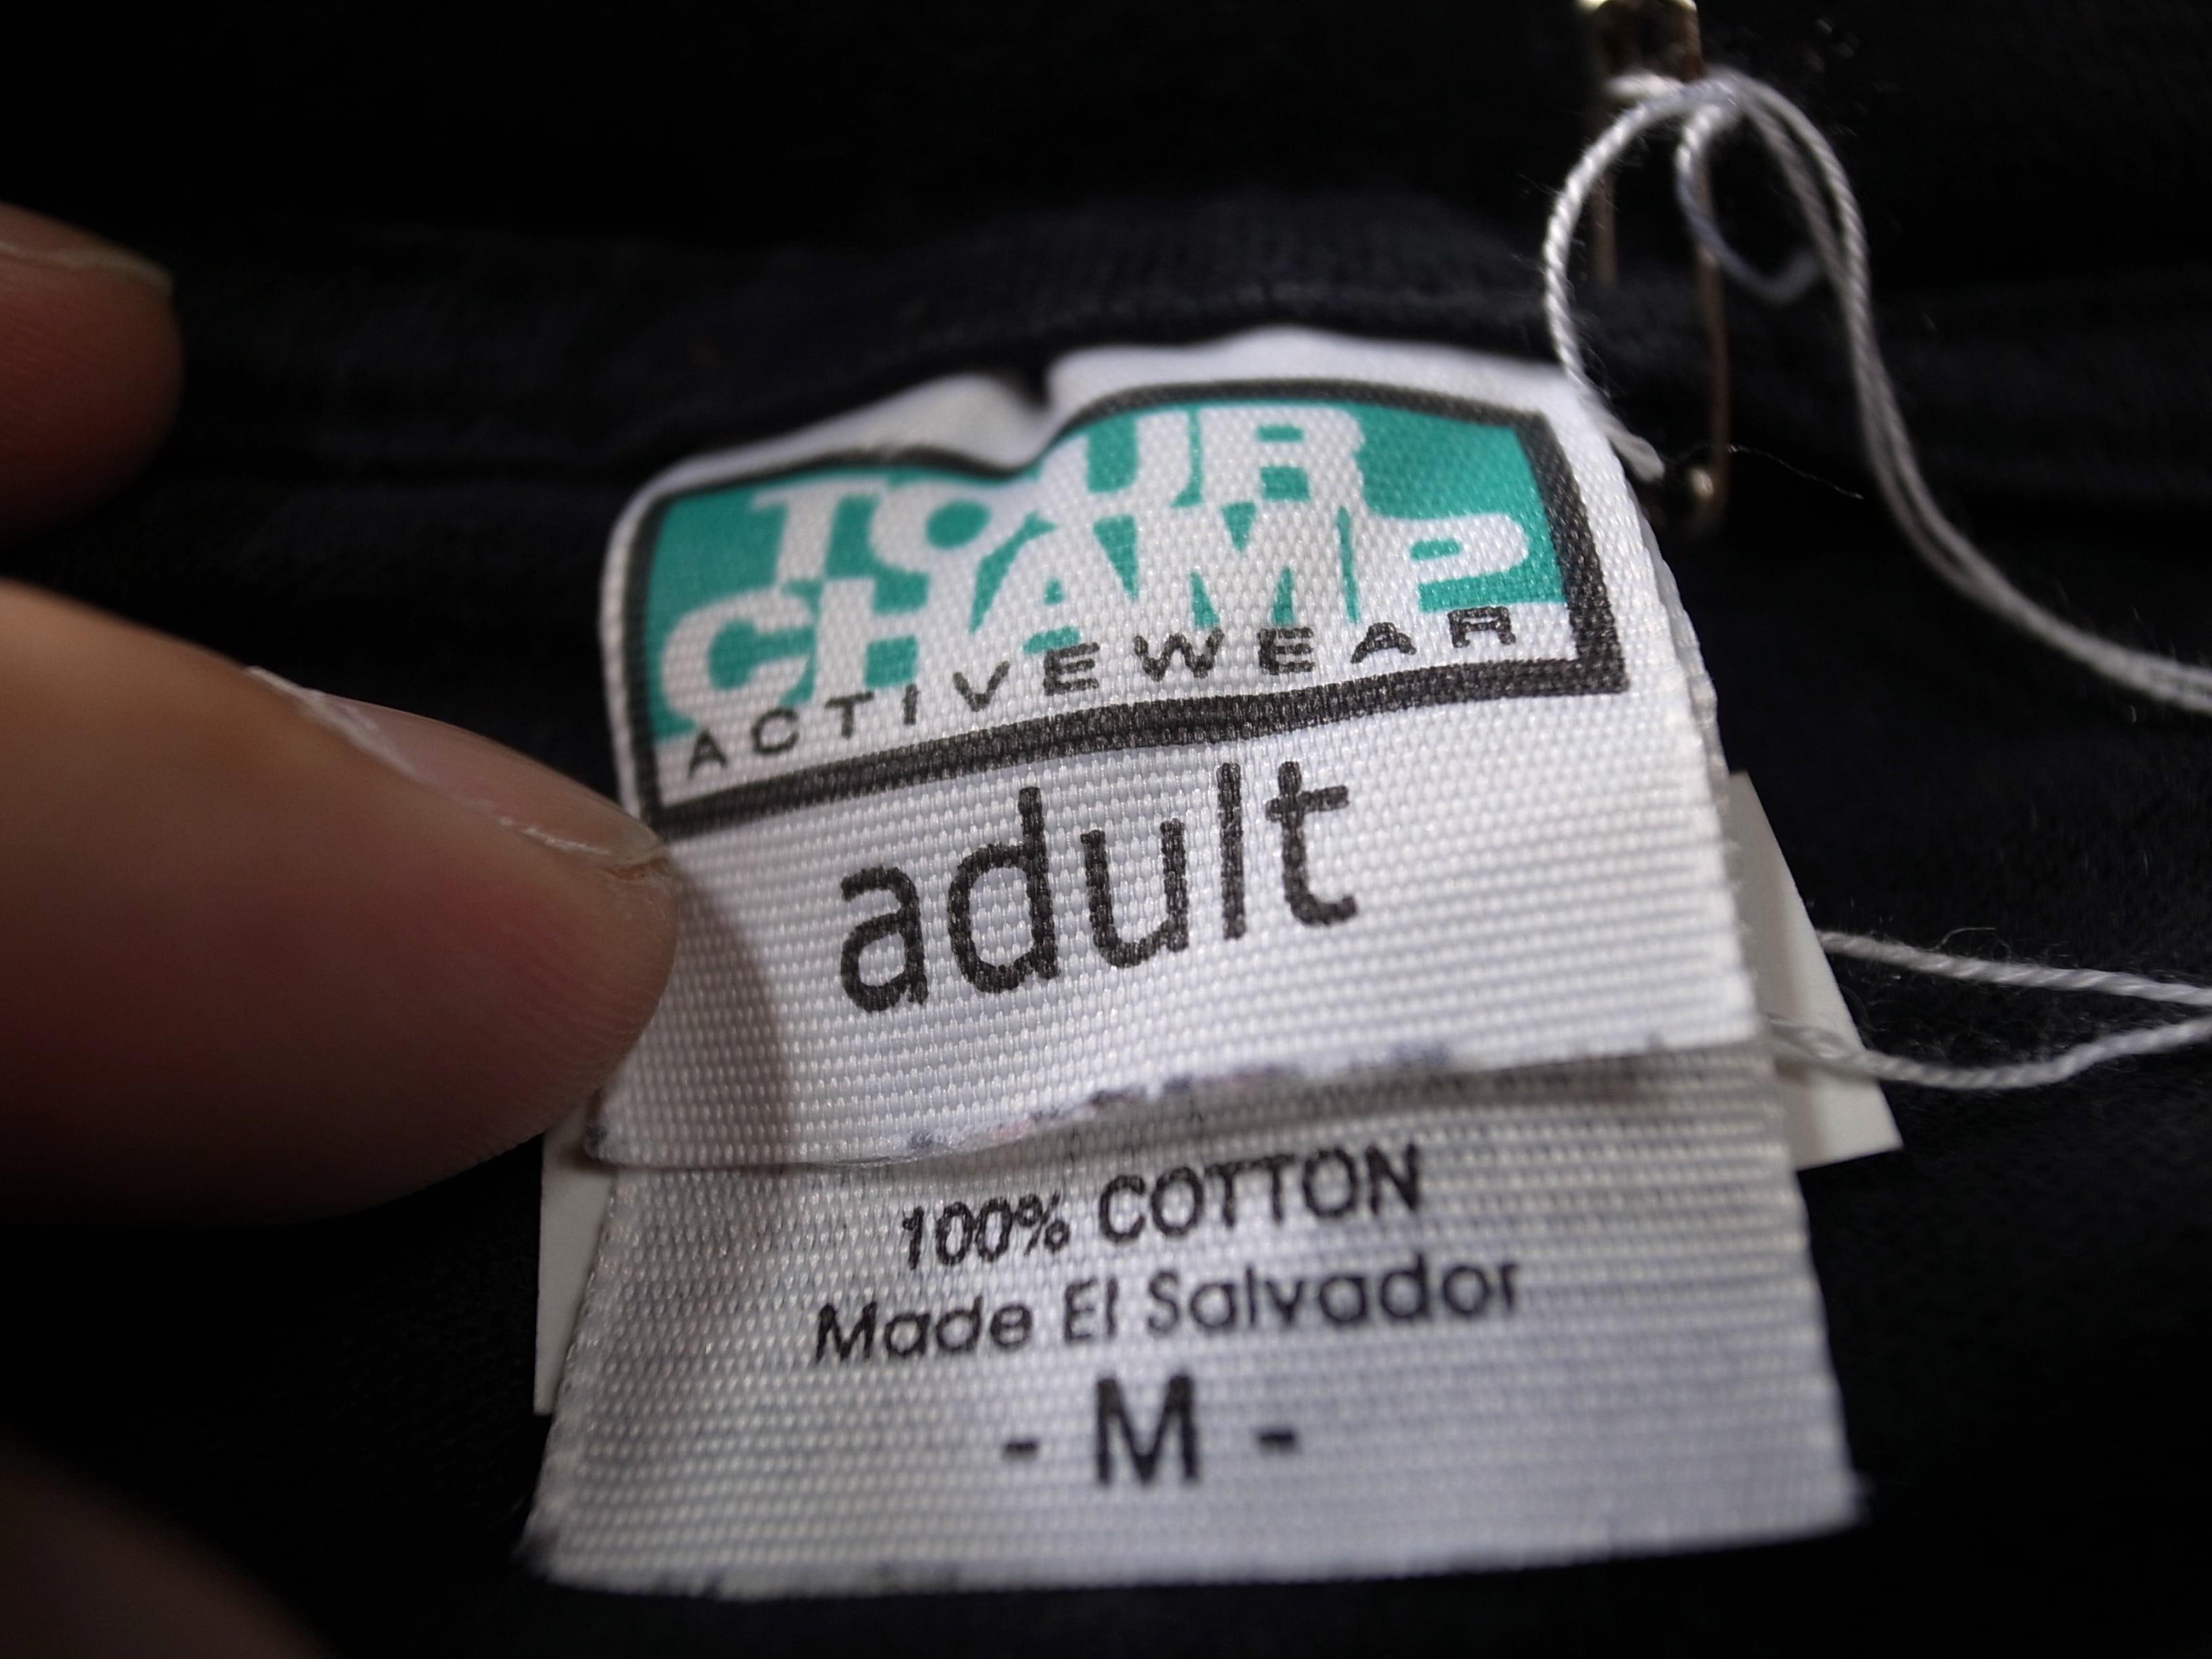 TOUR
CHAMP
ACTIVEWEAR
adult
100% COTTON
Made El Salvador
- M -